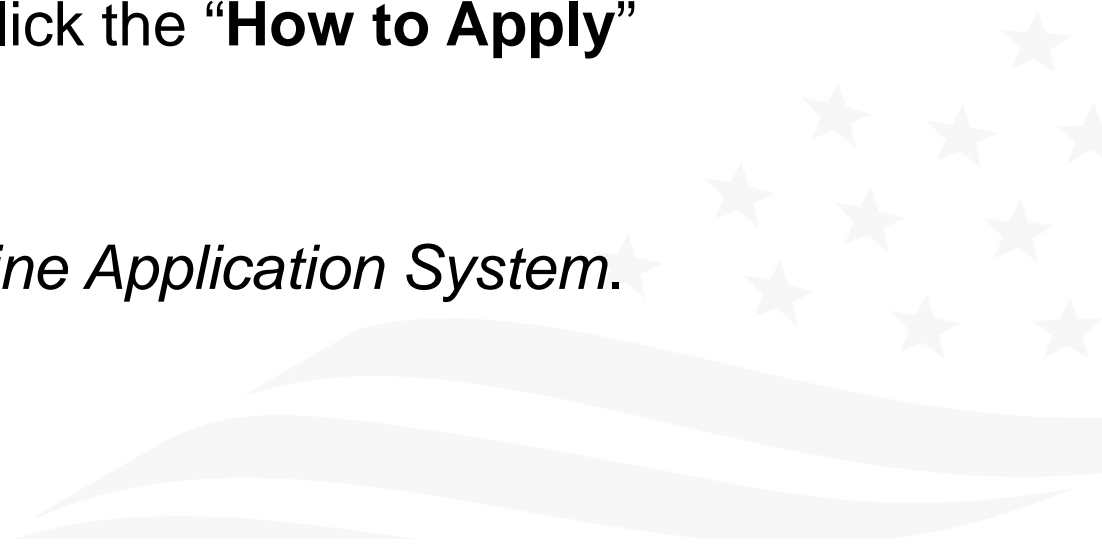 lick the “How to Apply”
ine Application System.